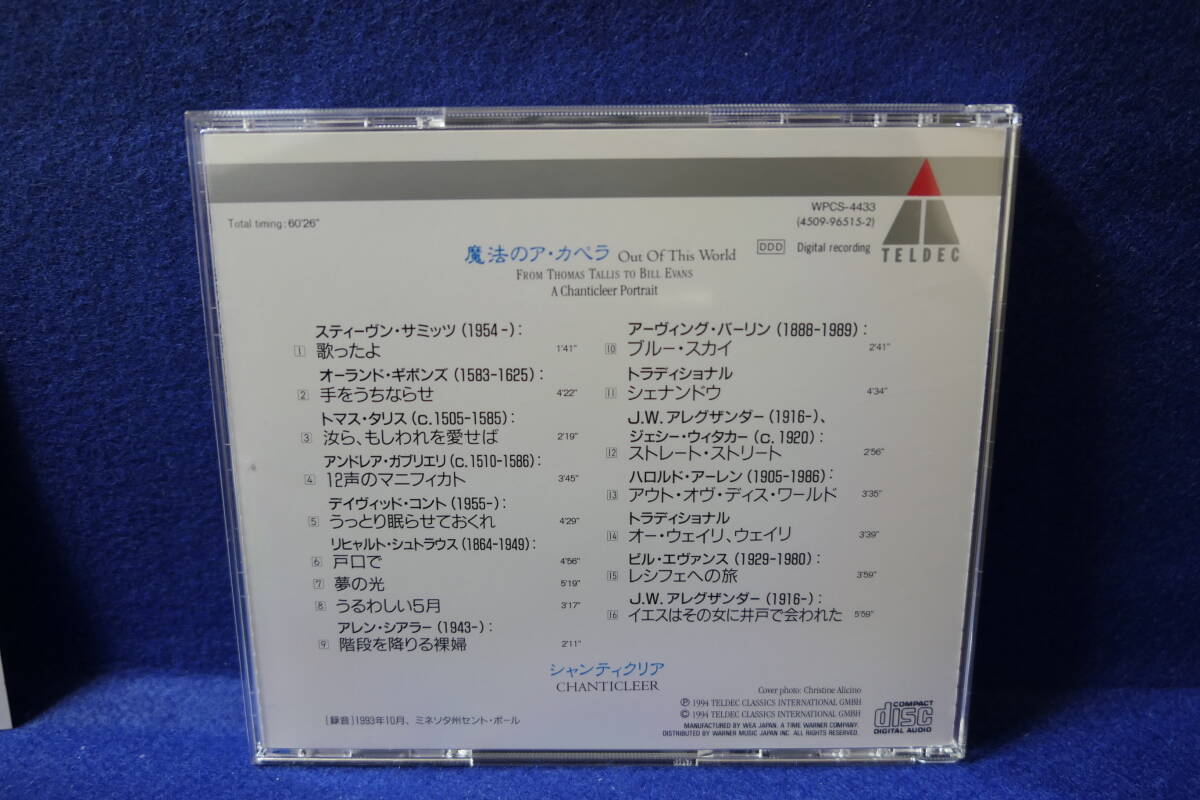 Total timing: 60'26"
WPCS-4433
(4509-96515-2)
DDD Digital recording
TELDEC
魔法のア・カペラ Out Of This World
FROM THOMAS TALLIS TO BILL EVANS
A Chanticleer Portrait
スティーヴン・サミッツ (1954-):
1 歌ったよ 1'41"
オーランド・ギボンズ (1583-1625):
2 手をうちならせ 4'22"
トマス・タリス (c.1505-1585):
3 汝ら、もしわれを愛せば 2'19"
アンドレア・ガブリエリ (c.1510-1586):
4 12声のマニフィカト 3'45"
デイヴィッド・コント (1955-):
5 うっとり眠らせておくれ 4'29"
リヒャルト・シュトラウス (1864-1949):
6 戸口で 4'56"
7 夢の光 5'19"
8 うるわしい5月 3'17"
アレン・シアラー (1943-):
9 階段を降りる裸婦 2'11"
アーヴィング・バーリン (1888-1989):
10 ブルー・スカイ 2'41"
トラディショナル
11 シェナンドウ 4'34"
J.W. アレグザンダー (1916-)、
ジェシー・ウィタカー (c.1920):
12 ストレート・ストリート 2'56"
ハロルド・アーレン (1905-1986):
13 アウト・オヴ・ディス・ワールド 3'35"
トラディショナル
14 オー・ウェイリ、ウェイリ 3'39"
ビル・エヴァンス (1929-1980):
15 レシフェへの旅 3'59"
J.W. アレグザンダー (1916-):
16 イエスはその女に井戸で会われた 5'59"
シャンティクリア
CHANTICLEER
[録音] 1993年10月、ミネソタ州セント・ポール
Cover photo: Christine Alicino
℗ 1994 TELDEC CLASSICS INTERNATIONAL GMBH
© 1994 TELDEC CLASSICS INTERNATIONAL GMBH
MANUFACTURED BY WEA JAPAN. A TIME WARNER COMPANY.
DISTRIBUTED BY WARNER MUSIC JAPAN INC. ALL RIGHTS RESERVED.
COMPACT
disc
DIGITAL AUDIO